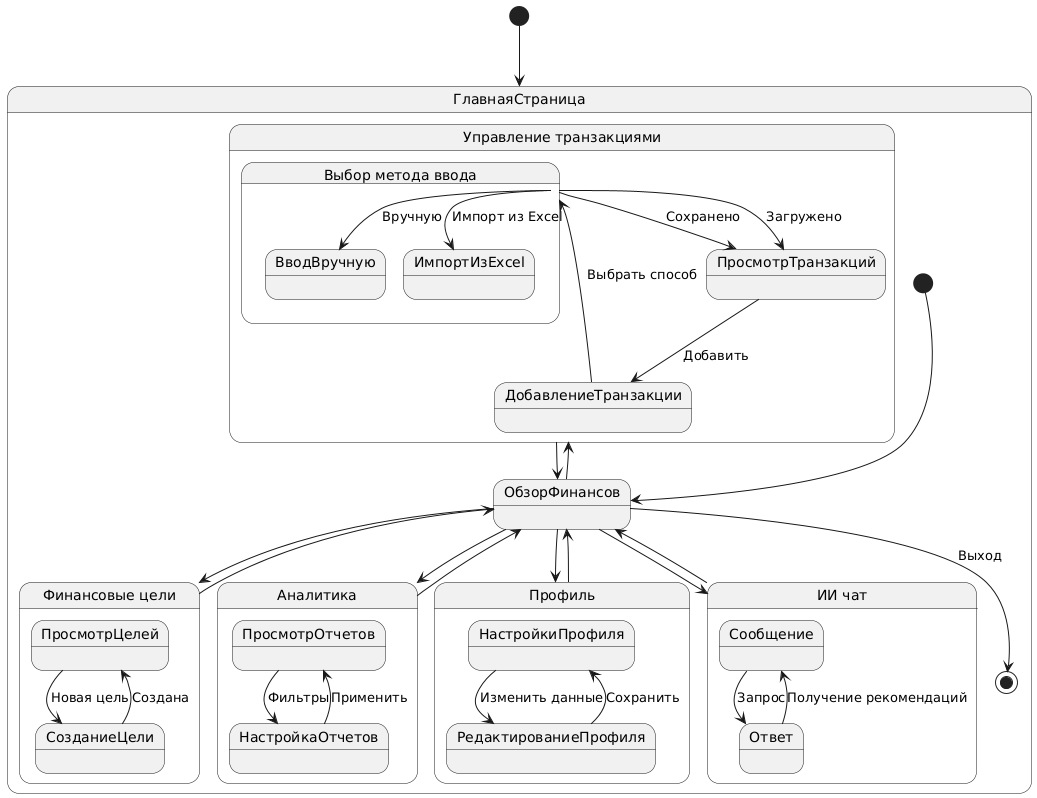 ГлавнаяСтраница
Управление транзакциями
Выбор метода ввода
Вручную
Импорт из Excel
Сохранено
Загружено
ВводВручную
ИмпортИзExcel
ПросмотрТранзакций
Выбрать способ
Добавить
ДобавлениеТранзакции
ОбзорФинансов
Выход
Финансовые цели
Аналитика
Профиль
ИИ чат
ПросмотрЦелей
ПросмотрОтчетов
НастройкиПрофиля
Сообщение
Новая цель
Создана
Фильтры
Применить
Изменить данные
Сохранить
Запрос
Получение рекомендаций
СозданиеЦели
НастройкаОтчетов
РедактированиеПрофиля
Ответ